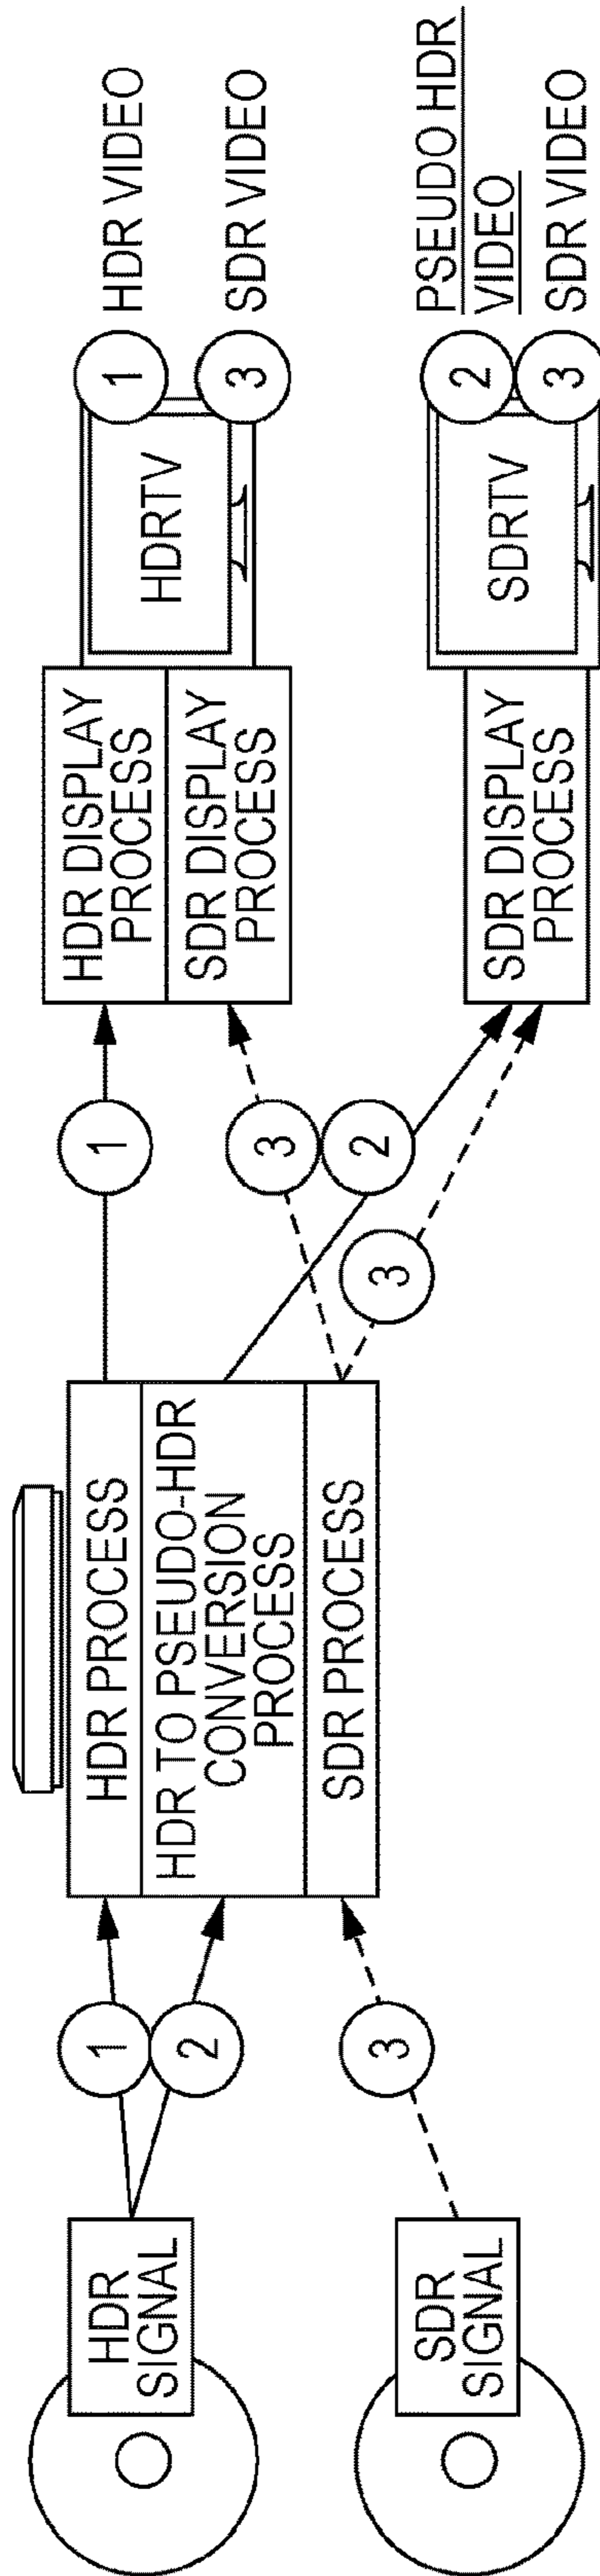 HDR
SIGNAL
SDR
SIGNAL
1
2
3
HDR PROCESS
HDR TO PSEUDO-HDR
CONVERSION
PROCESS
SDR PROCESS
1
3
2
3
HDR DISPLAY
PROCESS
SDR DISPLAY
PROCESS
SDR DISPLAY
PROCESS
HDRTV
SDRTV
1
3
2
3
HDR VIDEO
SDR VIDEO
PSEUDO HDR
VIDEO
SDR VIDEO